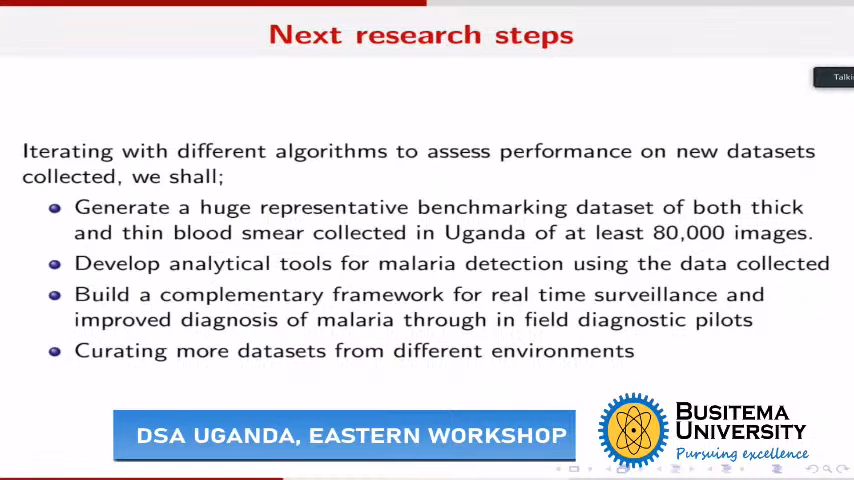 Next research steps
Talki
Iterating with different algorithms to assess performance on new datasets
collected, we shall;
Generate a huge representative benchmarking dataset of both thick
and thin blood smear collected in Uganda of at least 80,000 images.
Develop analytical tools for malaria detection using the data collected
Build a complementary framework for real time surveillance and
improved diagnosis of malaria through in field diagnostic pilots
Curating more datasets from different environments
DSA UGANDA, EASTERN WORKSHOP
BUSITEMA
UNIVERSITY
Pursuing excellence